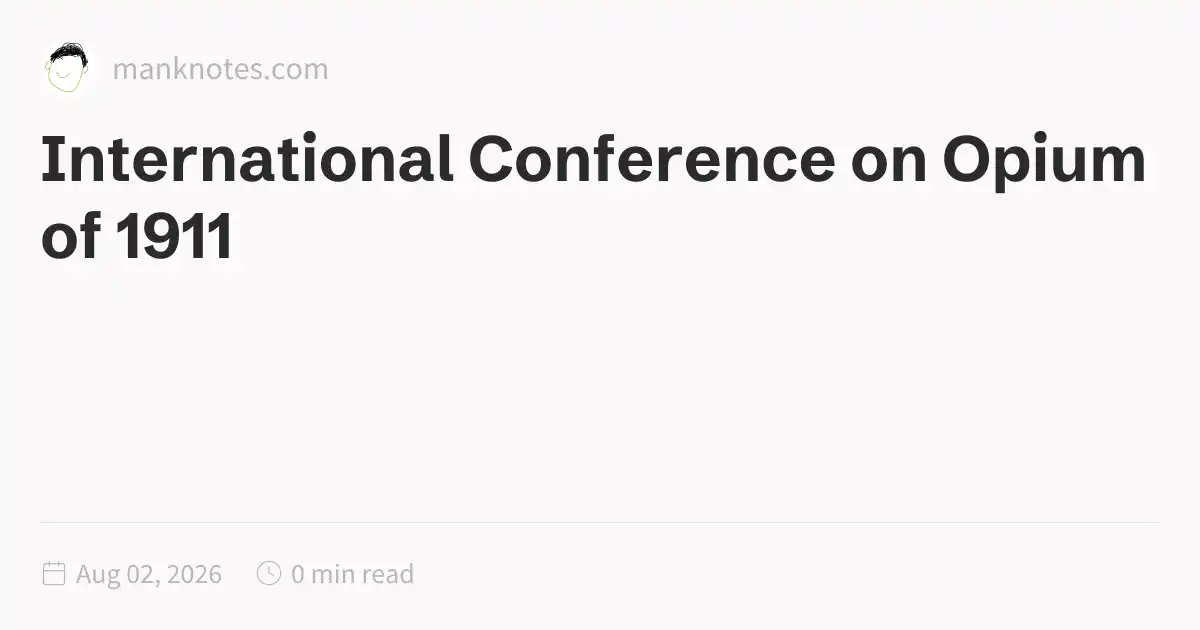 manknotes.com
International Conference on Opium
of 1911
Aug 02, 2026
0 min read